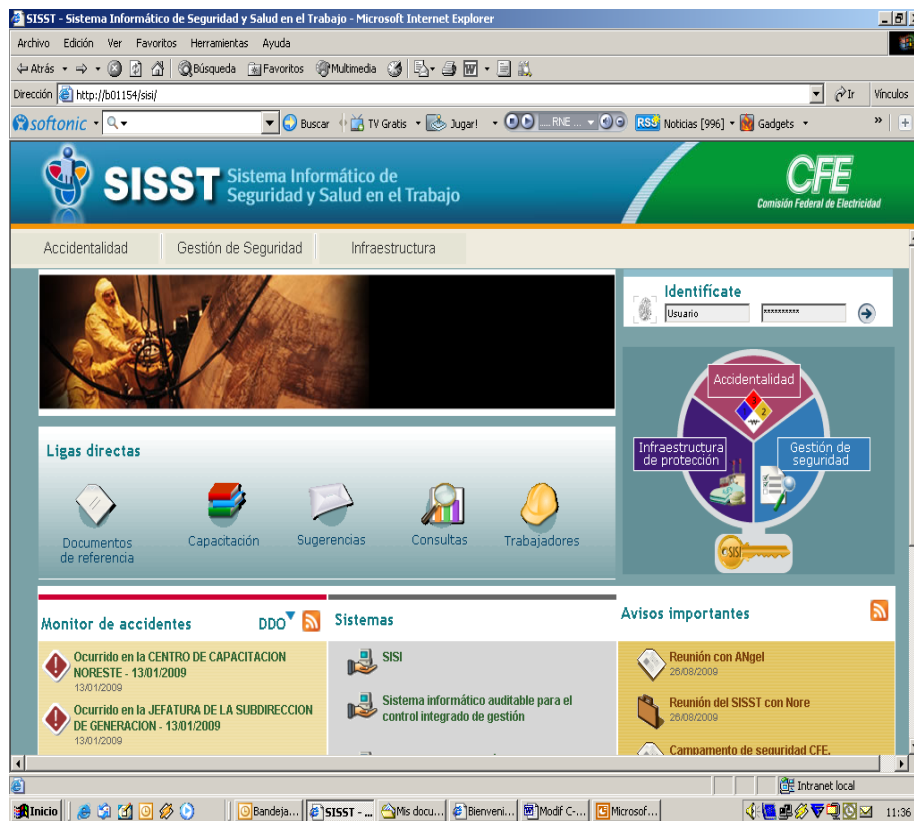 SISST - Sistema Informático de Seguridad y Salud en el Trabajo - Microsoft Internet Explorer
Archivo Edición Ver Favoritos Herramientas Ayuda
Atrás Búsqueda Favoritos Multimedia
Dirección http://b01154/sisi/ Ir Vínculos
softonic Buscar TV Gratis Jugar! .... RNE ... RSS Noticias [996] Gadgets »
SISST Sistema Informático de
Seguridad y Salud en el Trabajo
CFE
Comisión Federal de Electricidad
Accidentalidad Gestión de Seguridad Infraestructura
Identifícate
Usuario **********
Accidentalidad
Infraestructura
de protección
Gestión de
seguridad
SISI
Ligas directas
Documentos
de referencia
Capacitación
Sugerencias
Consultas
Trabajadores
Monitor de accidentes DDO
Ocurrido en la CENTRO DE CAPACITACION
NORESTE - 13/01/2009
13/01/2009
Ocurrido en la JEFATURA DE LA SUBDIRECCION
DE GENERACION - 13/01/2009
13/01/2009
Sistemas
SISI
Sistema informático auditable para el
control integrado de gestión
Avisos importantes
Reunión con ANgel
26/08/2009
Reunión del SISST con Nore
26/08/2009
Campamento de seguridad CFE.
Intranet local
Inicio Bandeja... SISST - ... Mis docu... Bienveni... Modif C-... Microsof... 11:36